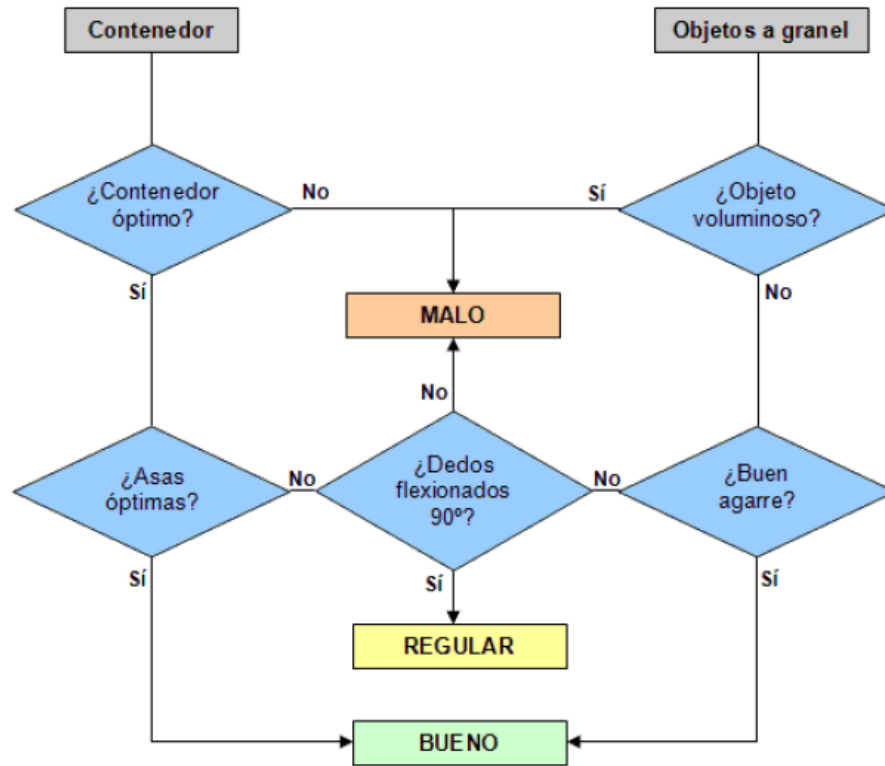 Contenedor
Objetos a granel
¿Contenedor
óptimo?
No
Sí
¿Objeto
voluminoso?
Sí
No
MALO
No
¿Asas
óptimas?
No
¿Dedos
flexionados
90º?
No
¿Buen
agarre?
Sí
Sí
Sí
REGULAR
BUENO